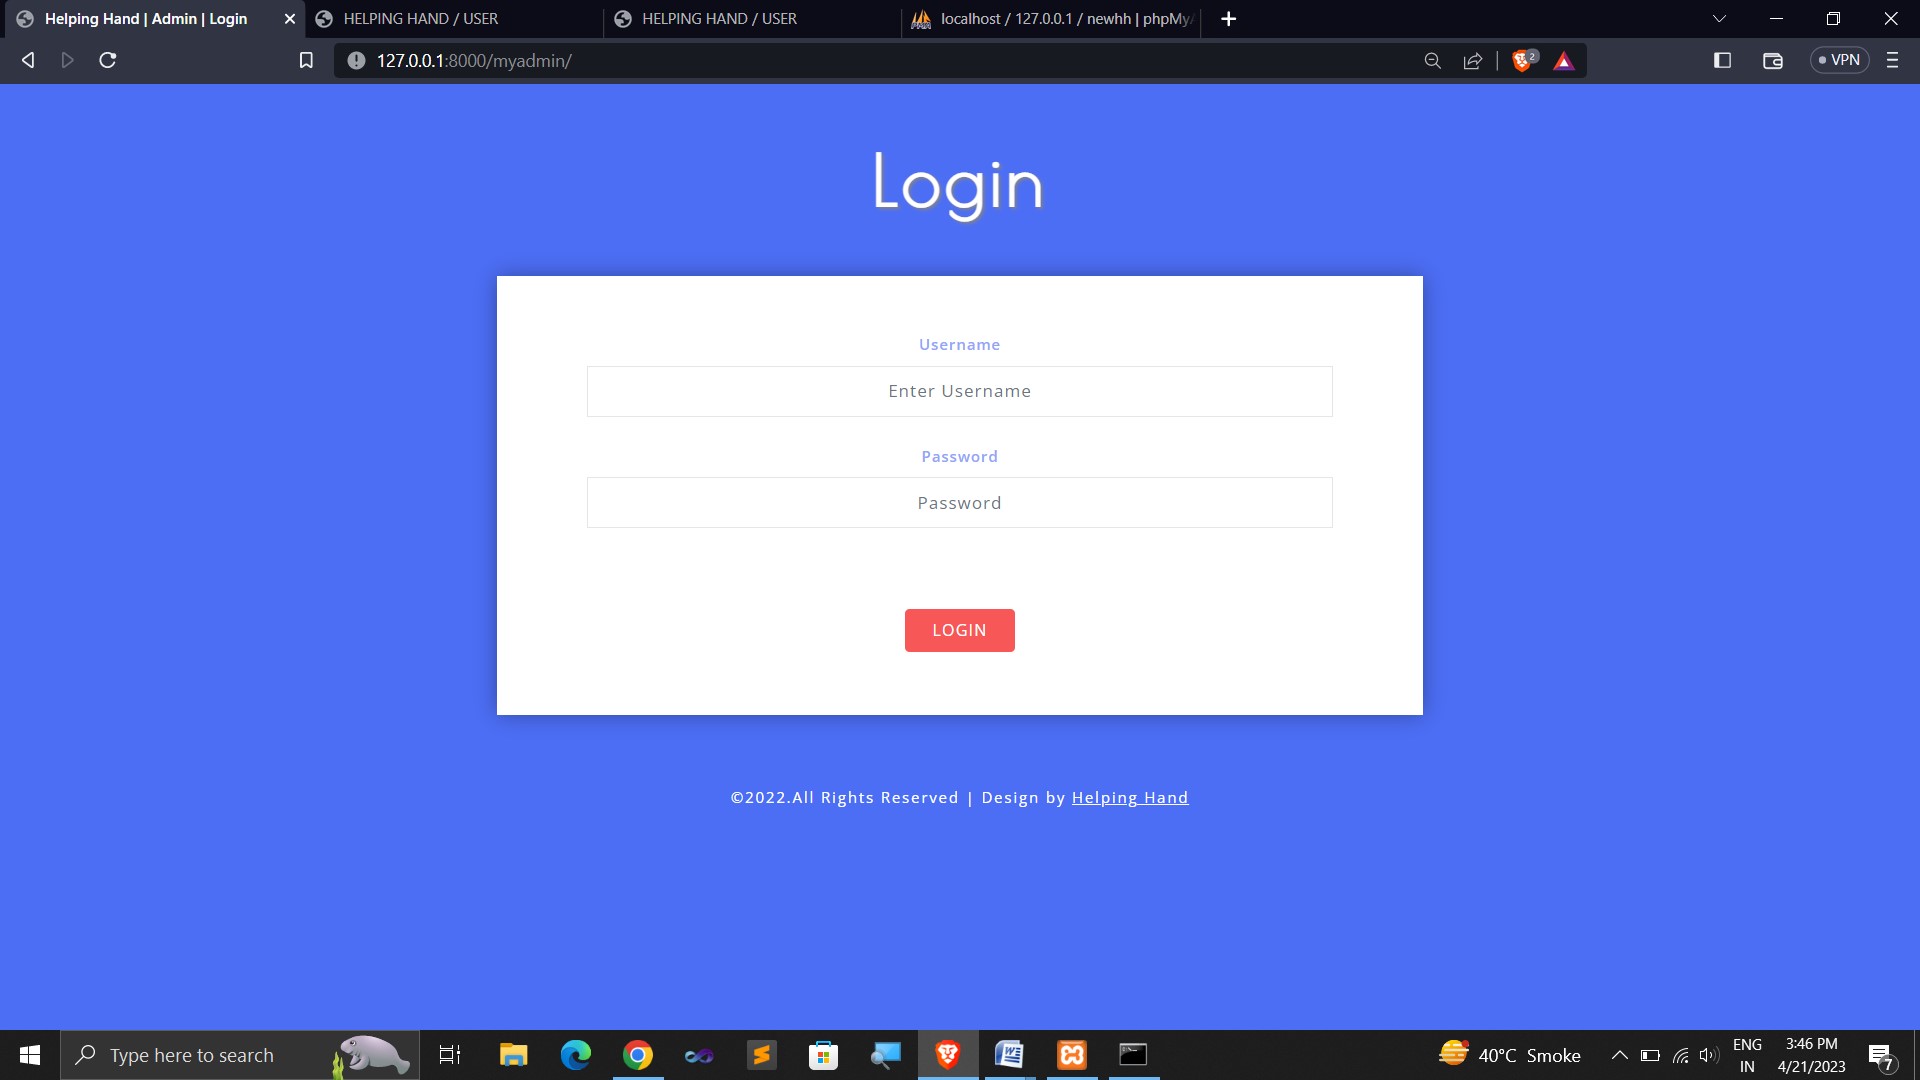 Helping Hand | Admin | Login
HELPING HAND / USER
HELPING HAND / USER
localhost / 127.0.0.1 / newhh | phpMyA
127.0.0.1:8000/myadmin/
2
VPN
Login
Username
Enter Username
Password
Password
LOGIN
©2022.All Rights Reserved | Design by Helping Hand
Type here to search
40°C Smoke
ENG
IN
3:46 PM
4/21/2023
7